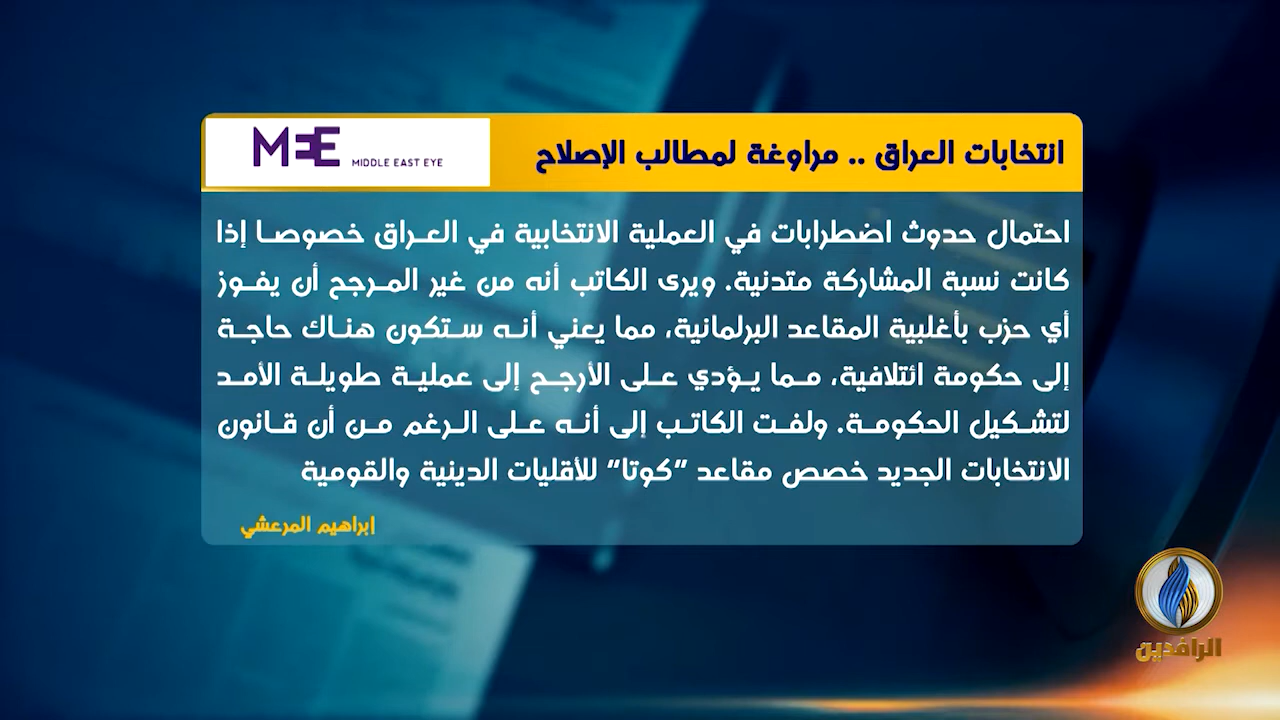 انتخابات العراق .. مراوغة لمطالب الإصلاح
MEE MIDDLE EAST EYE
احتمال حدوث اضطرابات في العملية الانتخابية في العراق خصوصا إذا
كانت نسبة المشاركة متدنية. ويرى الكاتب أنه من غير المرجح أن يفوز
أي حزب بأغلبية المقاعد البرلمانية، مما يعني أنه ستكون هناك حاجة
إلى حكومة ائتلافية، مما يؤدي على الأرجح إلى عملية طويلة الأمد
لتشكيل الحكومة. ولفت الكاتب إلى أنه على الرغم من أن قانون
الانتخابات الجديد خصص مقاعد "كوتا" للأقليات الدينية والقومية
إبراهيم المرعشي
الرافدين